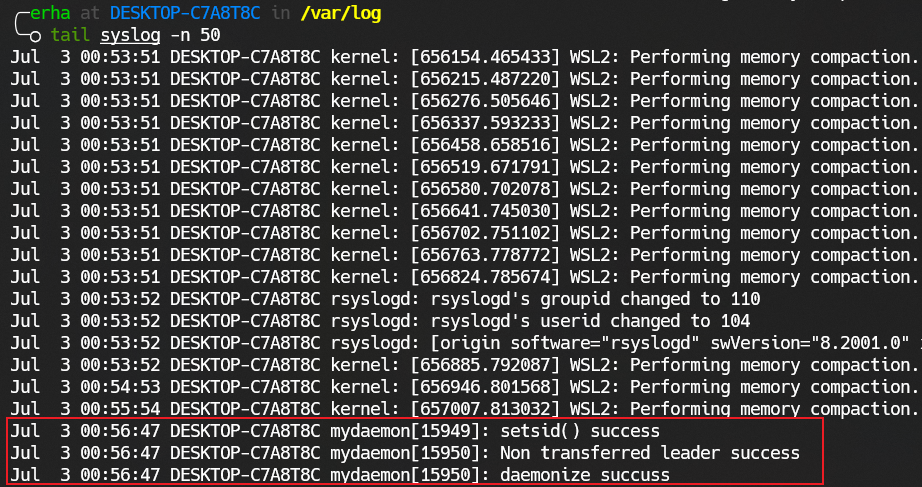 erha at DESKTOP-C7A8T8C in /var/log
tail syslog -n 50
Jul  3 00:53:51 DESKTOP-C7A8T8C kernel: [656154.465433] WSL2: Performing memory compaction.
Jul  3 00:53:51 DESKTOP-C7A8T8C kernel: [656215.487220] WSL2: Performing memory compaction.
Jul  3 00:53:51 DESKTOP-C7A8T8C kernel: [656276.505646] WSL2: Performing memory compaction.
Jul  3 00:53:51 DESKTOP-C7A8T8C kernel: [656337.593233] WSL2: Performing memory compaction.
Jul  3 00:53:51 DESKTOP-C7A8T8C kernel: [656458.658516] WSL2: Performing memory compaction.
Jul  3 00:53:51 DESKTOP-C7A8T8C kernel: [656519.671791] WSL2: Performing memory compaction.
Jul  3 00:53:51 DESKTOP-C7A8T8C kernel: [656580.702078] WSL2: Performing memory compaction.
Jul  3 00:53:51 DESKTOP-C7A8T8C kernel: [656641.745030] WSL2: Performing memory compaction.
Jul  3 00:53:51 DESKTOP-C7A8T8C kernel: [656702.751102] WSL2: Performing memory compaction.
Jul  3 00:53:51 DESKTOP-C7A8T8C kernel: [656763.778772] WSL2: Performing memory compaction.
Jul  3 00:53:51 DESKTOP-C7A8T8C kernel: [656824.785674] WSL2: Performing memory compaction.
Jul  3 00:53:52 DESKTOP-C7A8T8C rsyslogd: rsyslogd's groupid changed to 110
Jul  3 00:53:52 DESKTOP-C7A8T8C rsyslogd: rsyslogd's userid changed to 104
Jul  3 00:53:52 DESKTOP-C7A8T8C rsyslogd: [origin software="rsyslogd" swVersion="8.2001.0"
Jul  3 00:53:52 DESKTOP-C7A8T8C kernel: [656885.792087] WSL2: Performing memory compaction.
Jul  3 00:54:53 DESKTOP-C7A8T8C kernel: [656946.801568] WSL2: Performing memory compaction.
Jul  3 00:55:54 DESKTOP-C7A8T8C kernel: [657007.813032] WSL2: Performing memory compaction.
Jul  3 00:56:47 DESKTOP-C7A8T8C mydaemon[15949]: setsid() success
Jul  3 00:56:47 DESKTOP-C7A8T8C mydaemon[15950]: Non transferred leader success
Jul  3 00:56:47 DESKTOP-C7A8T8C mydaemon[15950]: daemonize succuss